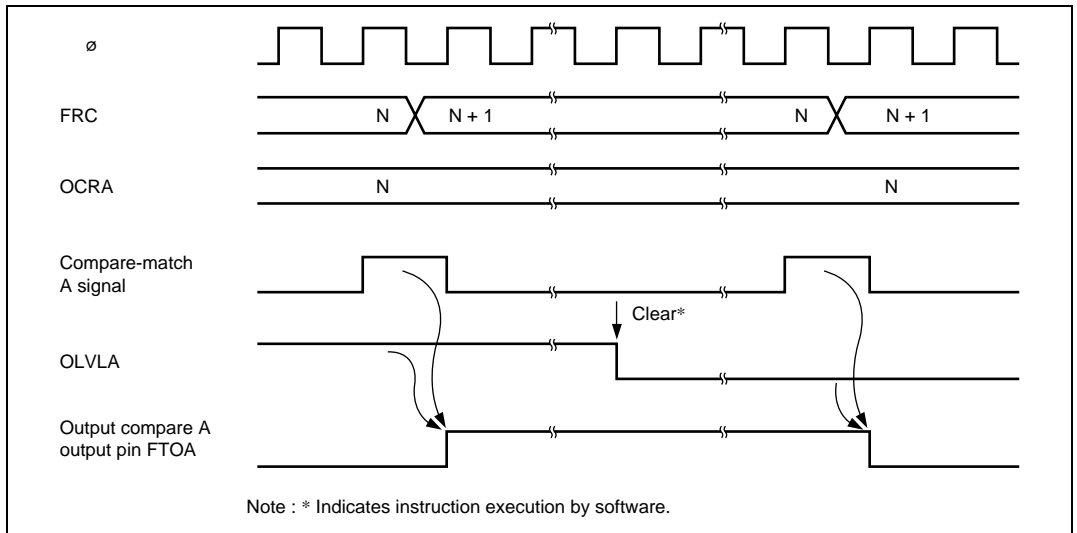 ø
FRC N N + 1 N N + 1
OCRA N N
Compare-match
A signal
Clear*
OLVLA
Output compare A
output pin FTOA
Note : * Indicates instruction execution by software.